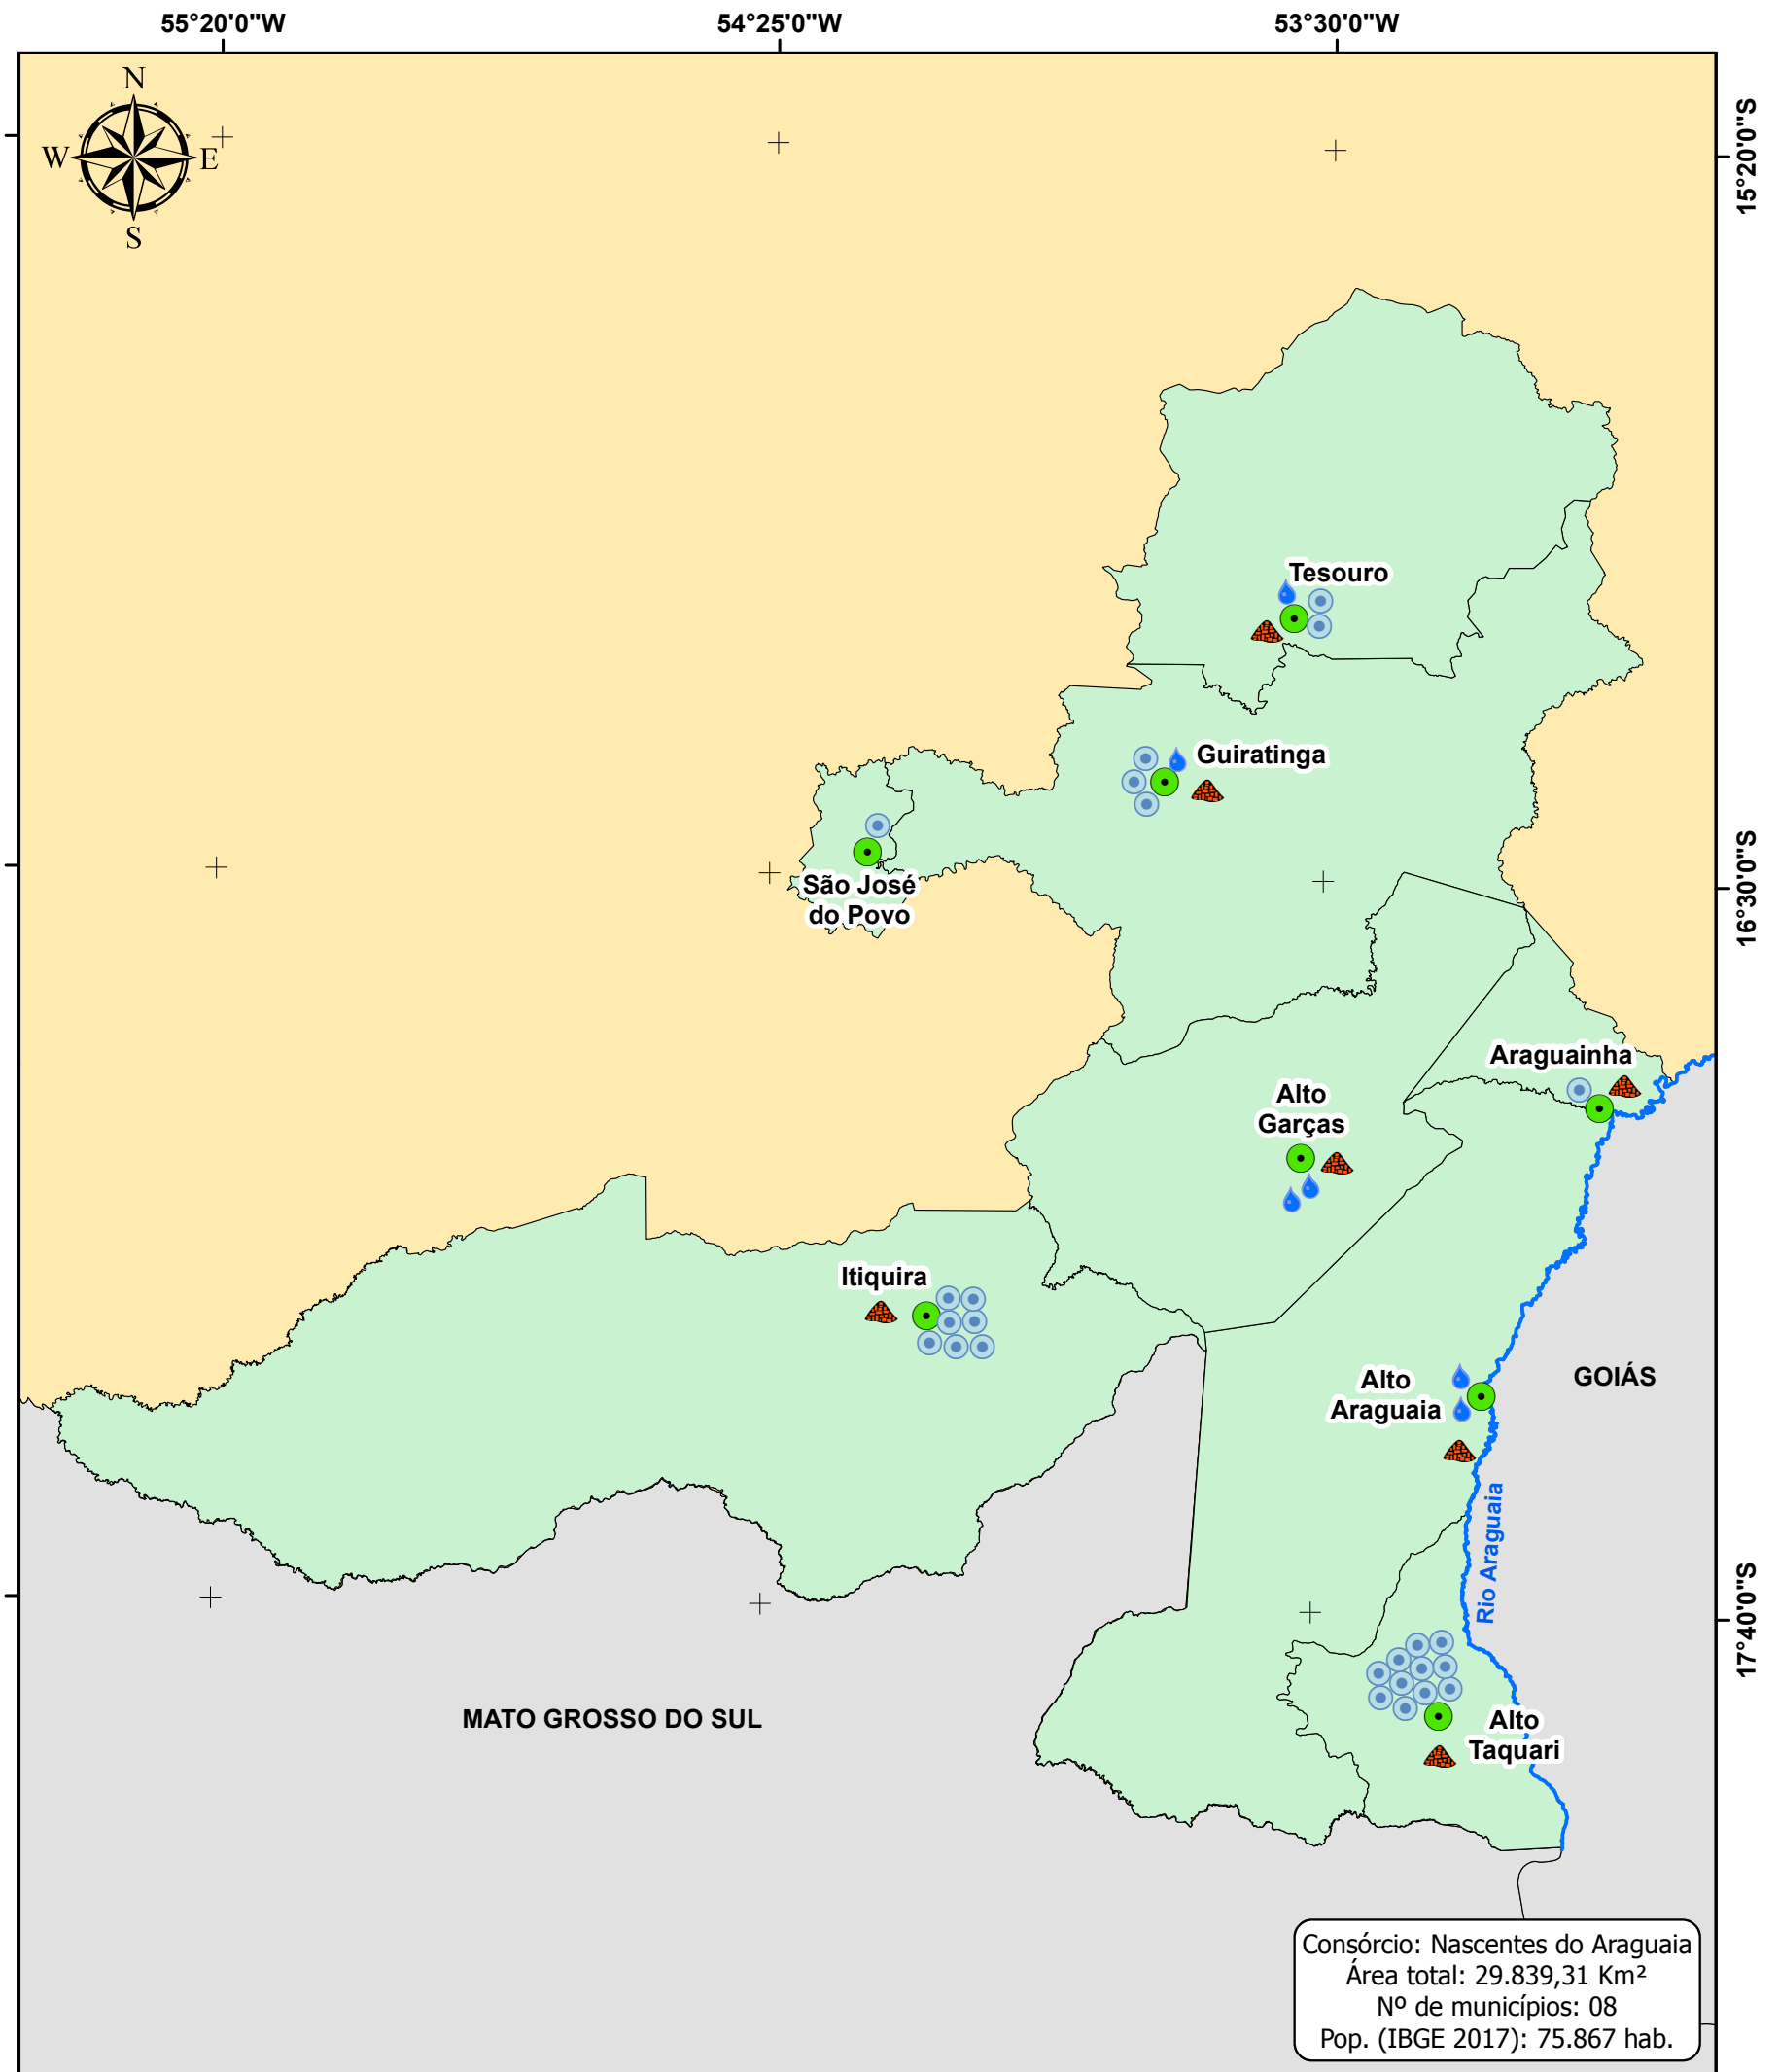 55°20'0"W
54°25'0"W
53°30'0"W
N
W
E
S
15°20'0"S
Tesouro
Guiratinga
São José
do Povo
16°30'0"S
Araguainha
Alto
Garças
Itiquira
GOIÁS
Alto
Araguaia
Rio Araguaia
17°40'0"S
MATO GROSSO DO SUL
Alto
Taquari
Consórcio: Nascentes do Araguaia
Área total: 29.839,31 Km²
Nº de municípios: 08
Pop. (IBGE 2017): 75.867 hab.